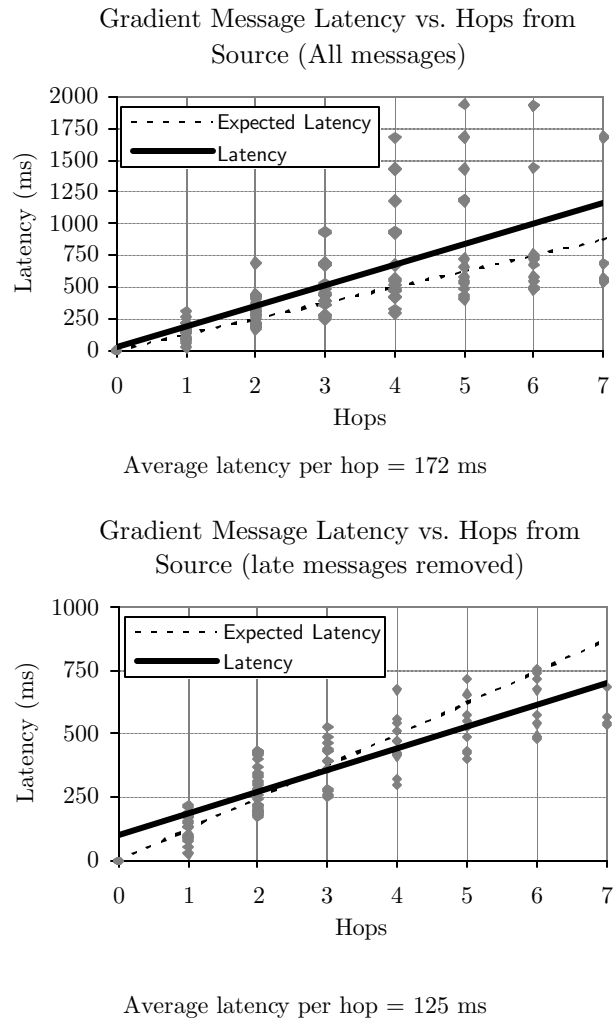 Gradient Message Latency vs. Hops from
Source (All messages)
2000
1750
1500
1250
1000
750
500
250
0
Latency (ms)
Expected Latency
Latency
0 1 2 3 4 5 6 7
Hops
Average latency per hop = 172 ms
Gradient Message Latency vs. Hops from
Source (late messages removed)
1000
750
500
250
0
Latency (ms)
Expected Latency
Latency
0 1 2 3 4 5 6 7
Hops
Average latency per hop = 125 ms